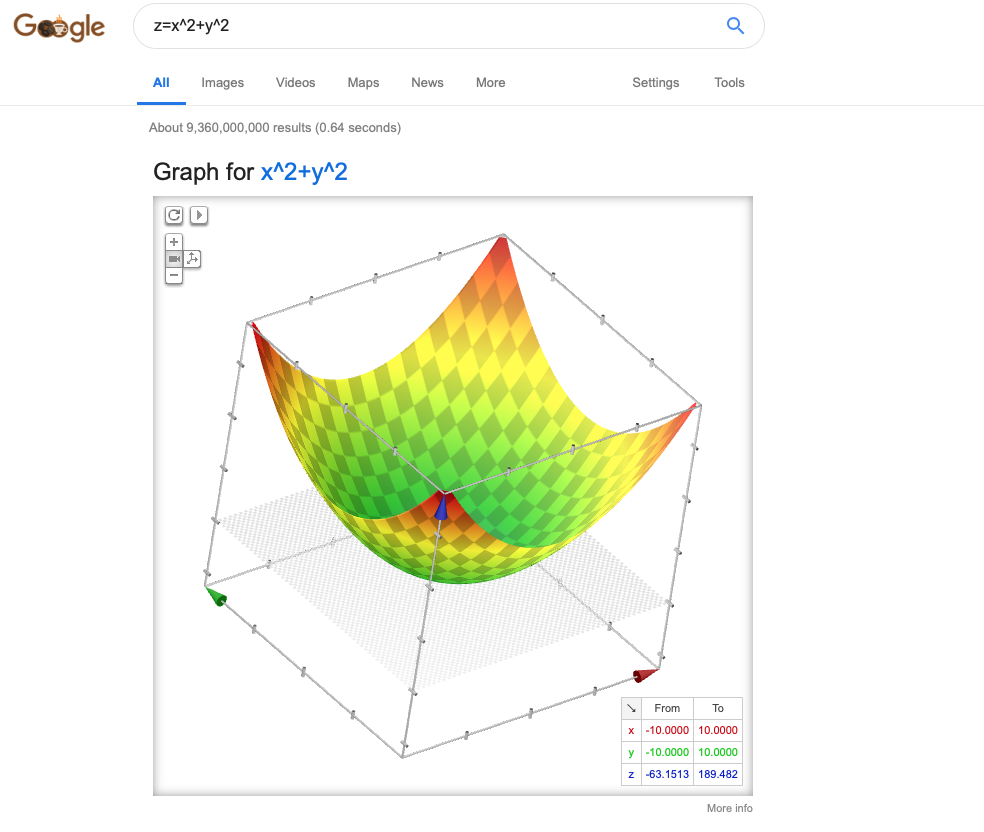 Google
z=x^2+y^2
All Images Videos Maps News More Settings Tools
About 9,360,000,000 results (0.64 seconds)
Graph for x^2+y^2
From To
x -10.0000 10.0000
y -10.0000 10.0000
z -63.1513 189.482
More info